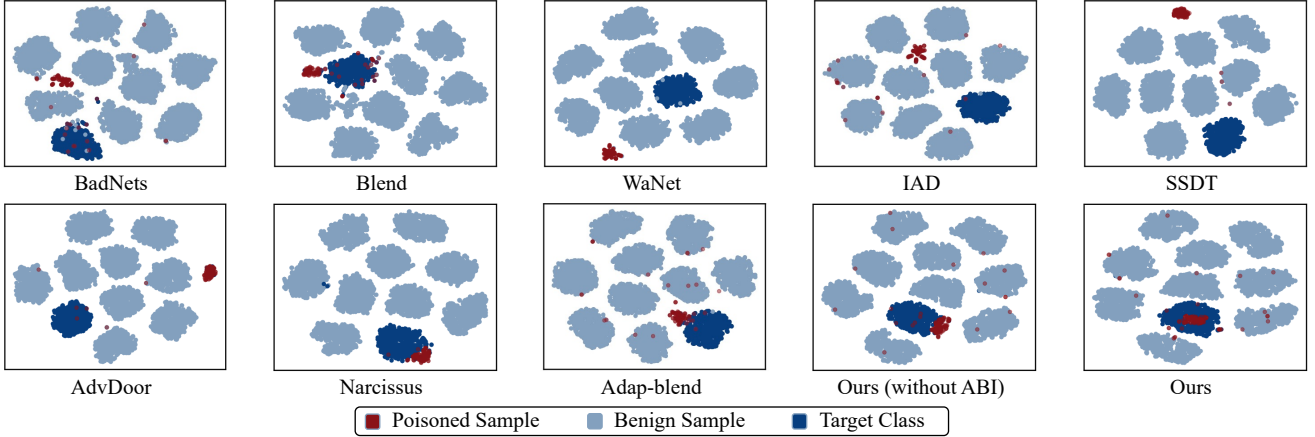 BadNets
Blend
WaNet
IAD
SSDT
AdvDoor
Narcissus
Adap-blend
Ours (without ABI)
Ours
Poisoned Sample
Benign Sample
Target Class